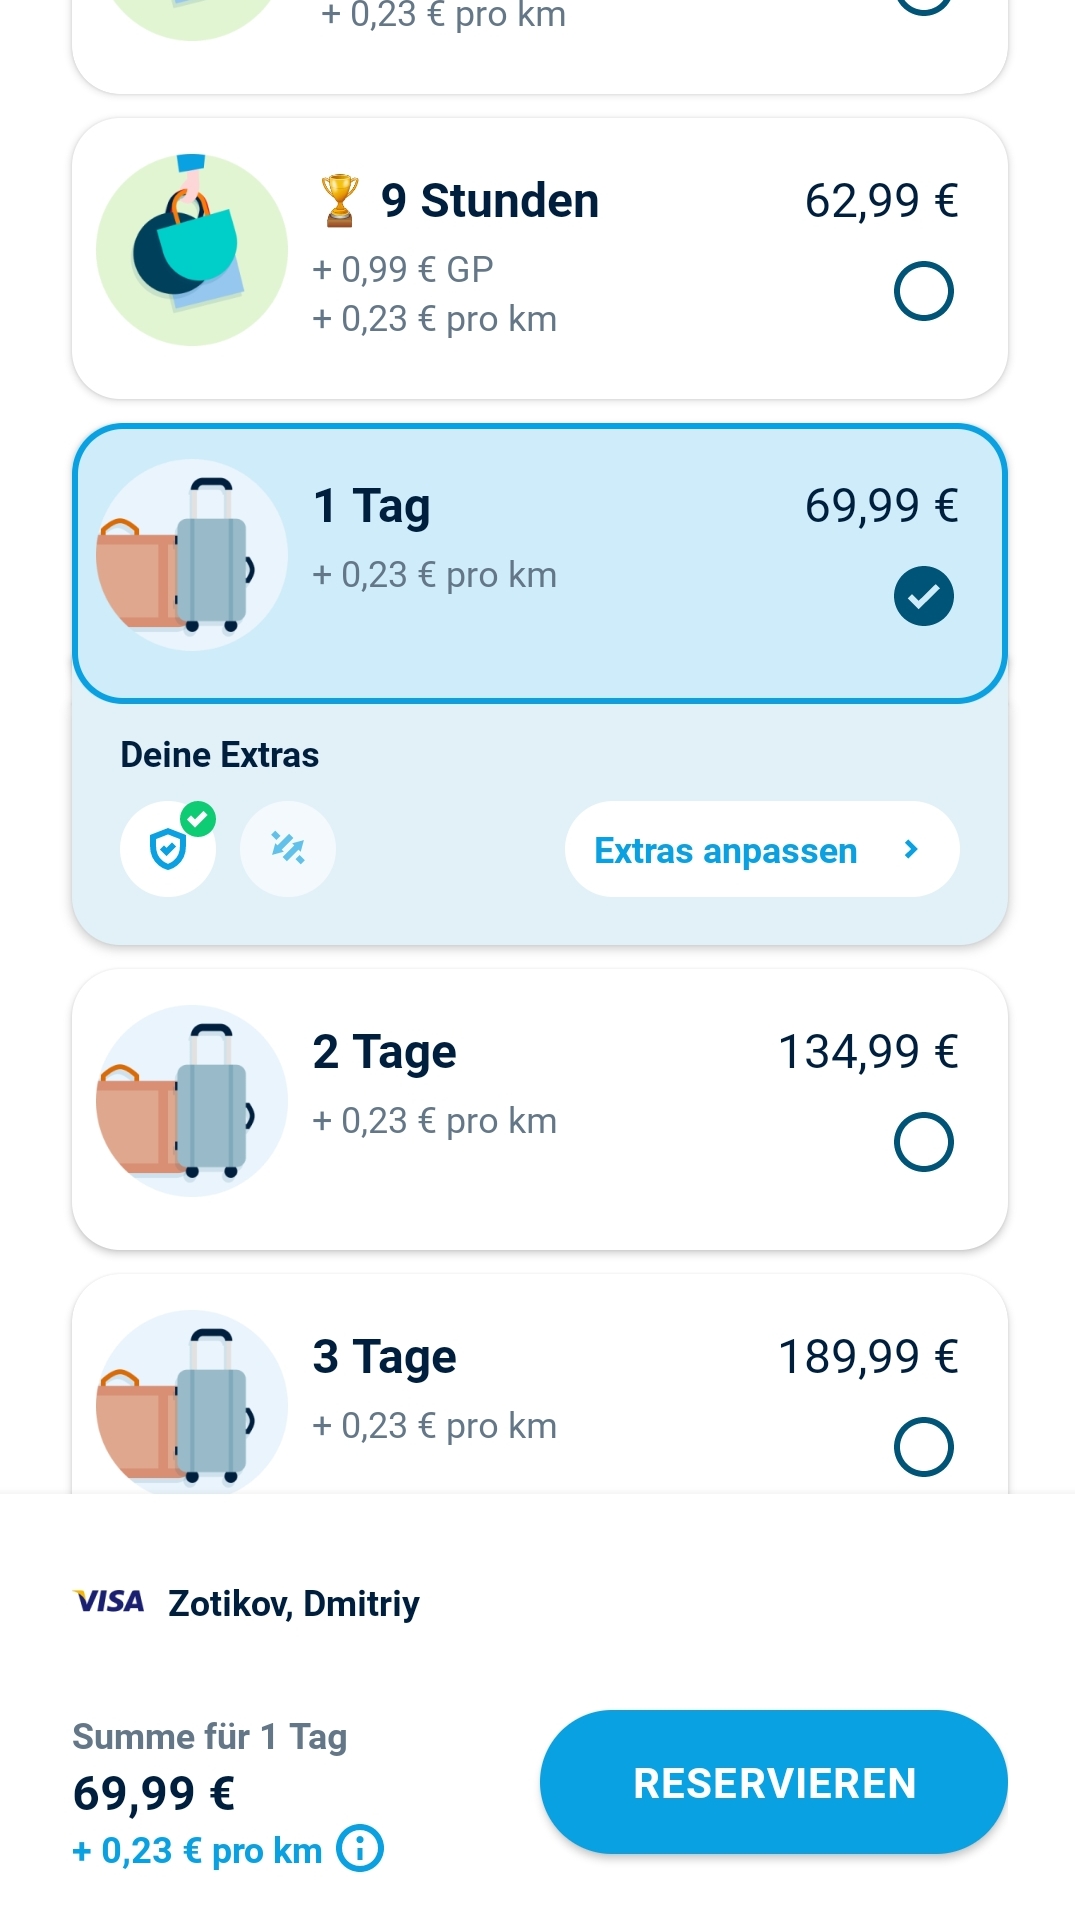 + 0,23 € pro km
🏆 9 Stunden
62,99 €
+ 0,99 € GP
+ 0,23 € pro km
1 Tag
69,99 €
+ 0,23 € pro km
Deine Extras
Extras anpassen
2 Tage
134,99 €
+ 0,23 € pro km
3 Tage
189,99 €
+ 0,23 € pro km
VISA Zotikov, Dmitriy
Summe für 1 Tag
69,99 €
+ 0,23 € pro km
RESERVIEREN